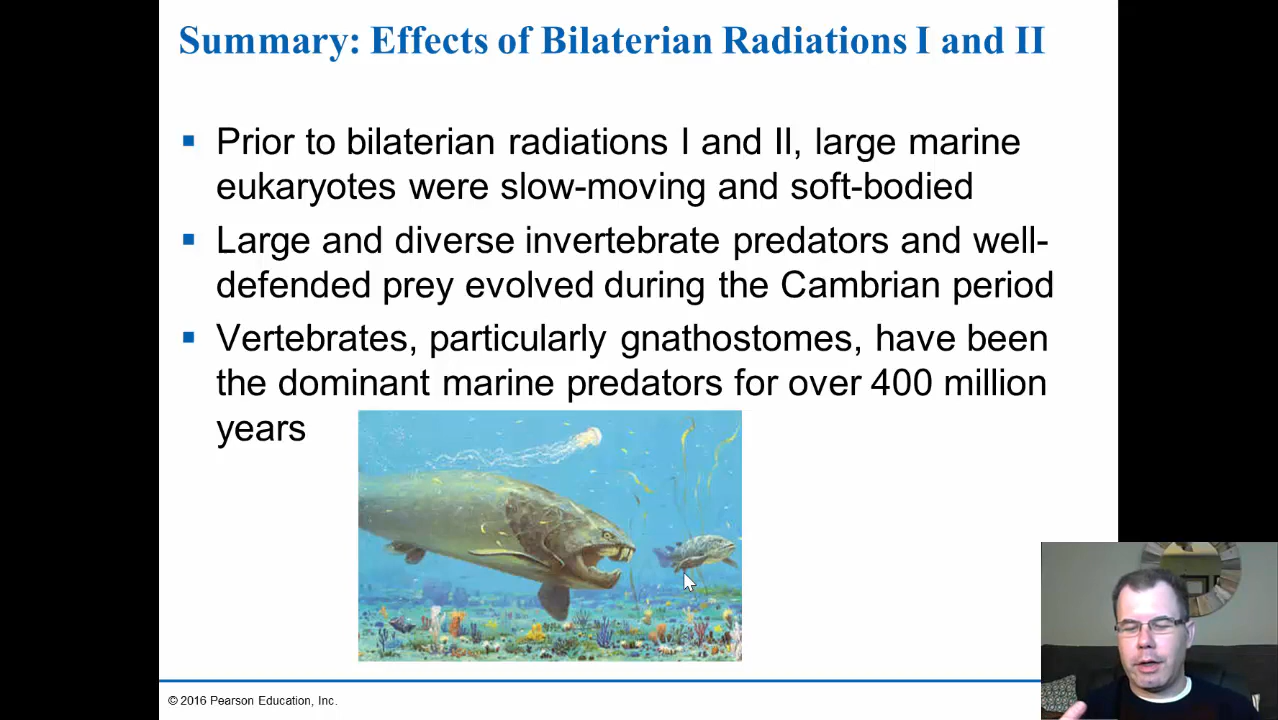 Summary: Effects of Bilaterian Radiations I and II
Prior to bilaterian radiations I and II, large marine
eukaryotes were slow-moving and soft-bodied
Large and diverse invertebrate predators and well-
defended prey evolved during the Cambrian period
Vertebrates, particularly gnathostomes, have been
the dominant marine predators for over 400 million
years
© 2016 Pearson Education, Inc.